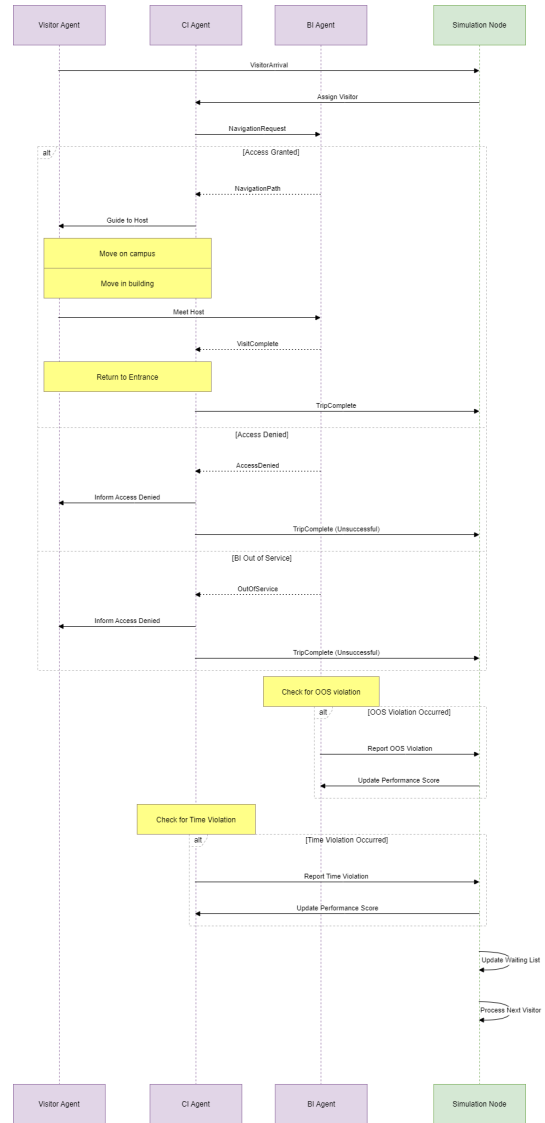 Visitor Agent
CI Agent
BI Agent
Simulation Node
VisitorArrival
Assign Visitor
NavigationRequest
alt
[Access Granted]
NavigationPath
Guide to Host
Move on campus
Move in building
Meet Host
VisitComplete
Return to Entrance
TripComplete
[Access Denied]
AccessDenied
Inform Access Denied
TripComplete (Unsuccessful)
[BI Out of Service]
OutOfService
Inform Access Denied
TripComplete (Unsuccessful)
Check for OOS violation
alt
[OOS Violation Occurred]
Report OOS Violation
Update Performance Score
Check for Time Violation
alt
[Time Violation Occurred]
Report Time Violation
Update Performance Score
Update Waiting List
Process Next Visitor
Visitor Agent
CI Agent
BI Agent
Simulation Node